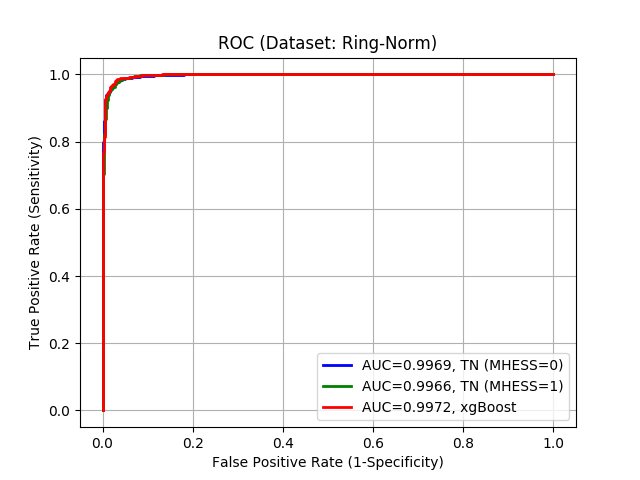 ROC (Dataset: Ring-Norm)
True Positive Rate (Sensitivity)
1.0
0.8
0.6
0.4
0.2
0.0
AUC=0.9969, TN (MHESS=0)
AUC=0.9966, TN (MHESS=1)
AUC=0.9972, xgBoost
0.0 0.2 0.4 0.6 0.8 1.0
False Positive Rate (1-Specificity)